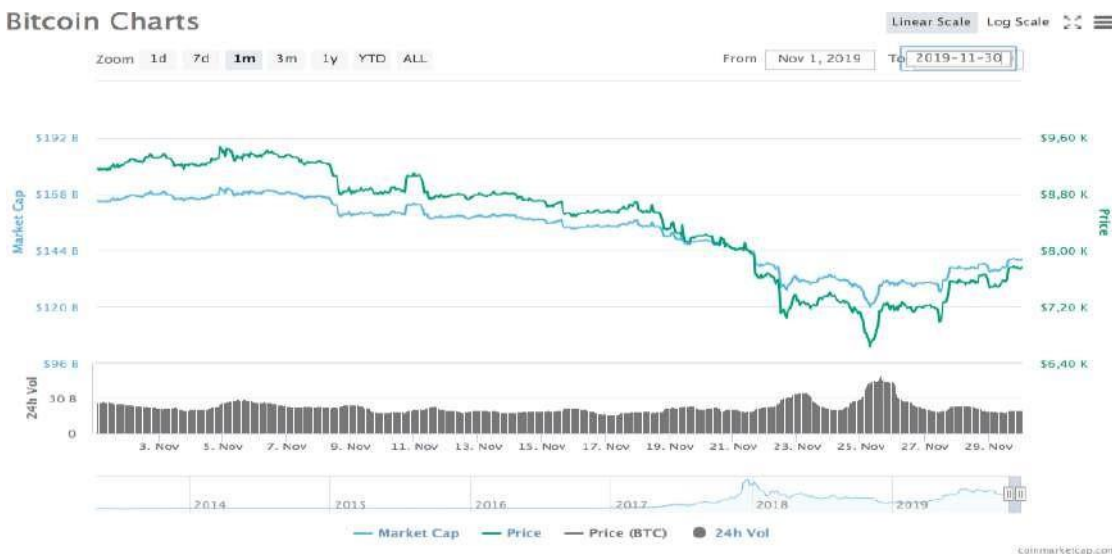 Bitcoin Charts
Linear Scale Log Scale
Zoom 1d 7d 1m 3m 1y YTD ALL
From Nov 1, 2019 To 2019-11-30
$192 B $9,60 K
$168 B $8,80 K
Market Cap Price
$144 B $8,00 K
$120 B $7,20 K
$96 B $6,40 K
24h Vol
30 B
0
3. Nov 5. Nov 7. Nov 9. Nov 11. Nov 13. Nov 15. Nov 17. Nov 19. Nov 21. Nov 23. Nov 25. Nov 27. Nov 29. Nov
2014 2015 2016 2017 2018 2019
Market Cap Price Price (BTC) 24h Vol
coinmarketcap.com